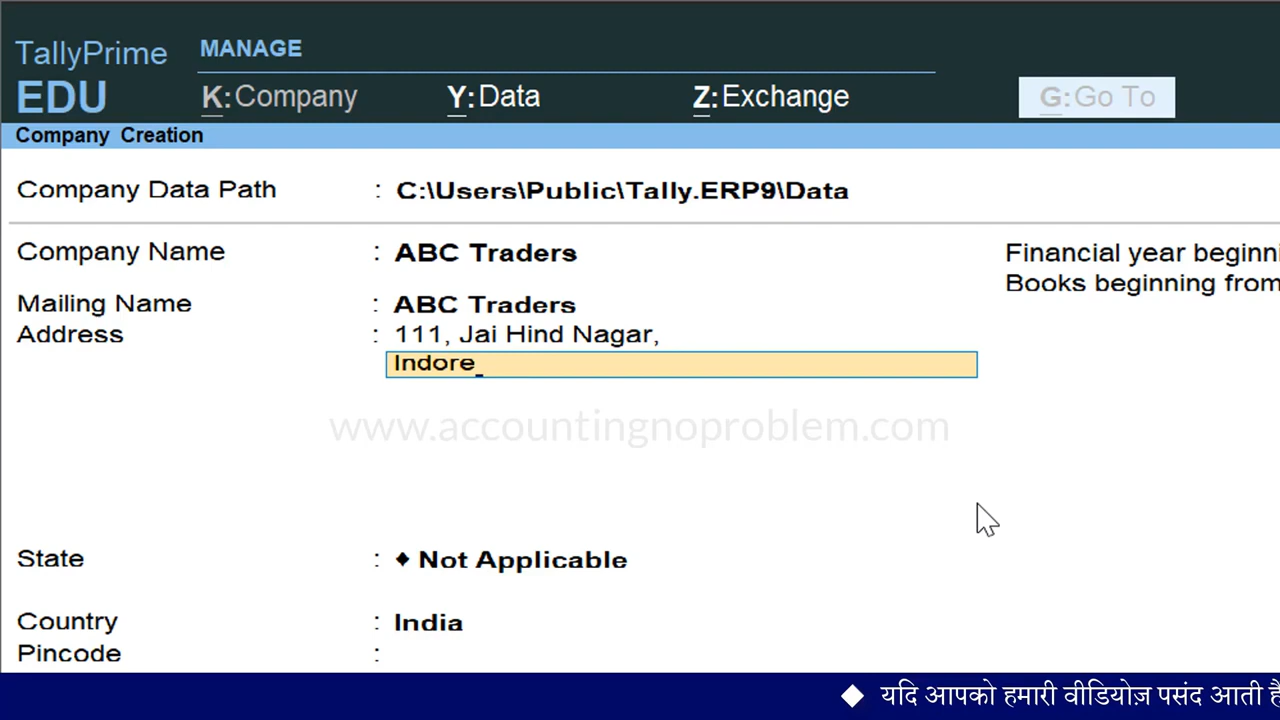 TallyPrime
EDU
MANAGE
K:Company Y:Data Z:Exchange G:Go To
Company Creation
Company Data Path : C:\Users\Public\Tally.ERP9\Data
Company Name : ABC Traders
Financial year beginni
Books beginning from
Mailing Name : ABC Traders
Address : 111, Jai Hind Nagar,
Indore
www.accountingnoproblem.com
State : ♦ Not Applicable
Country : India
Pincode :
◆ यदि आपको हमारी वीडियोज़ पसंद आती है